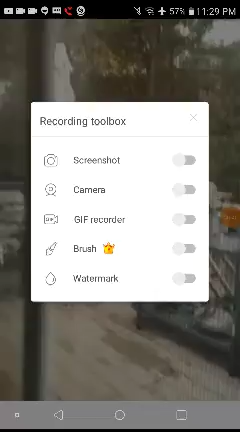 57% 11:29 PM
Recording toolbox
Screenshot
Camera
GIF GIF recorder
Brush
Watermark